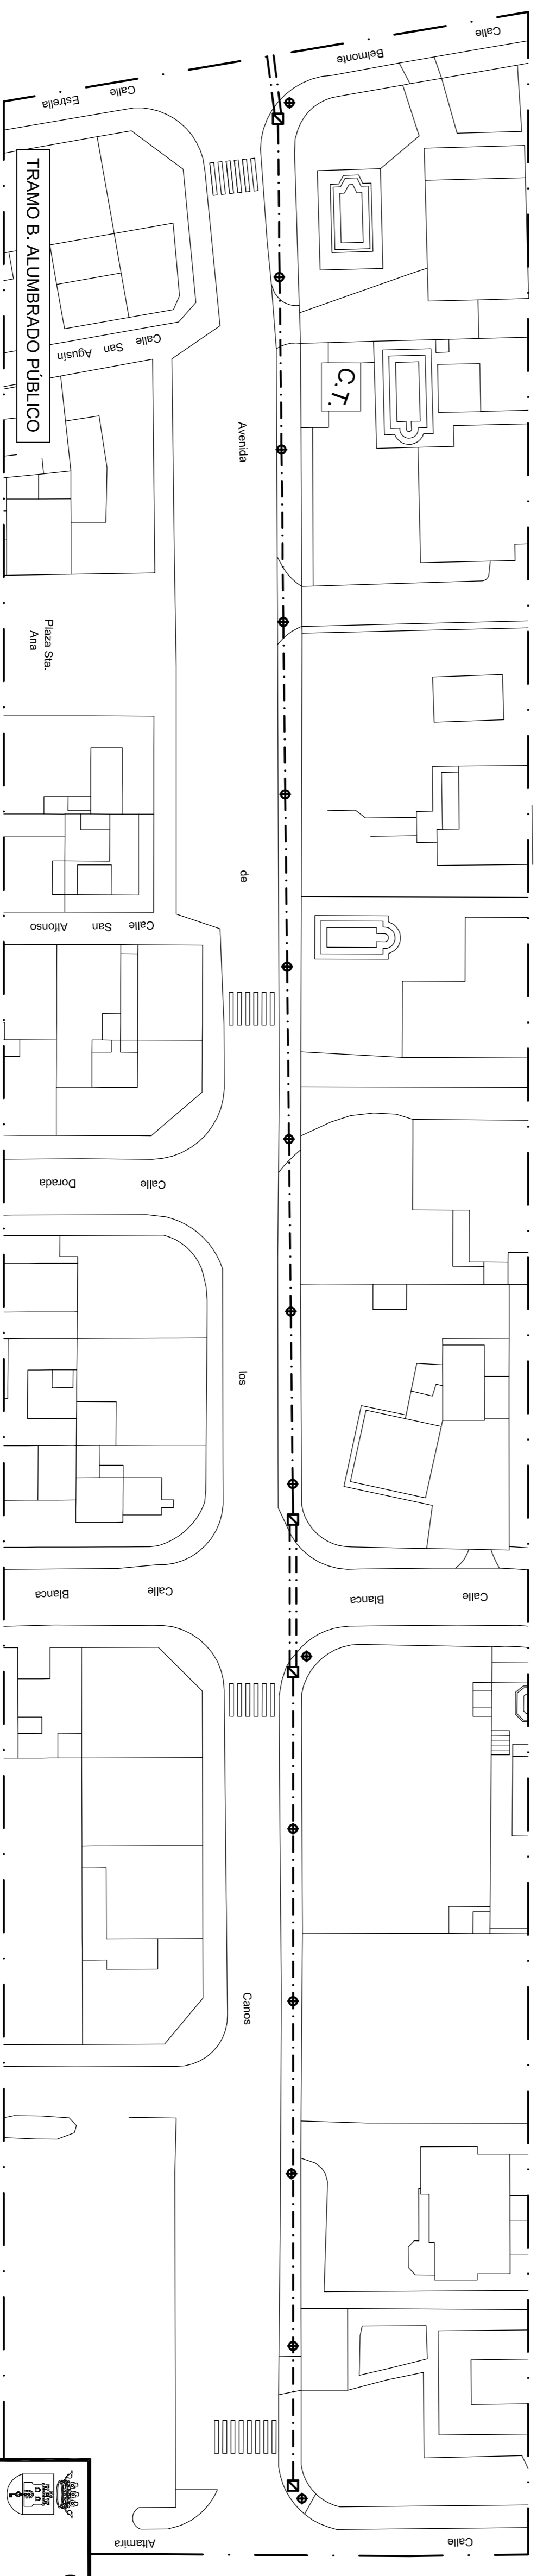 Calle
Belmonte
Calle
Estrella
TRAMO B. ALUMBRADO PÚBLICO
Calle San Agusín
C.T.
Avenida
de
los
Canos
Plaza Sta.
Ana
Calle San Alfonso
Calle Dorada
Calle Blanca
Calle Blanca
Calle
Altamira